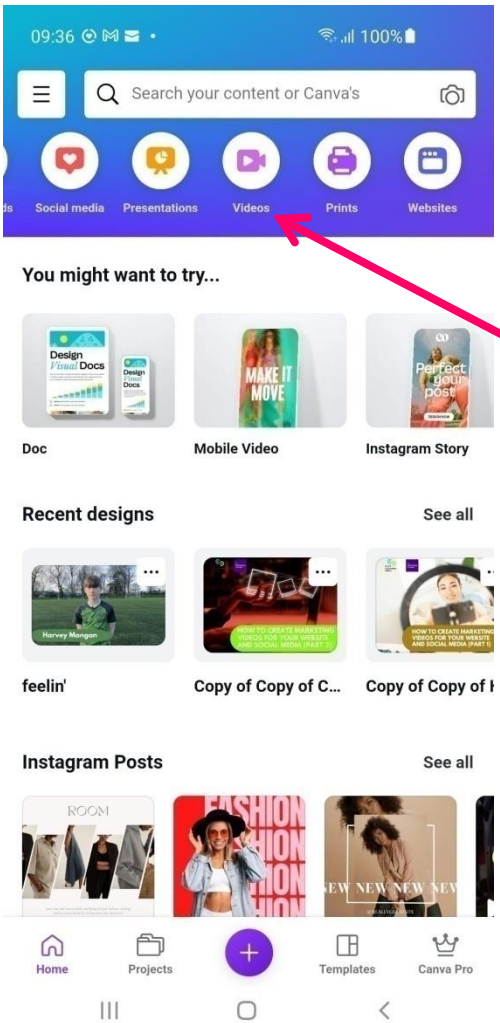 09:36 100%
Search your content or Canva's
ds Social media Presentations Videos Prints Websites
You might want to try...
Design
Visual Docs
Design
Visual
Docs
MAKE IT
MOVE
Perfect
your
post
Doc Mobile Video Instagram Story
Recent designs See all
Harvey Mangan
HOW TO CREATE MARKETING
VIDEOS FOR YOUR WEBSITE
AND SOCIAL MEDIA (PART 2)
HOW TO CREATE MARKETING
VIDEOS FOR YOUR WEBSITE
AND SOCIAL MEDIA (PART 1)
feelin' Copy of Copy of C... Copy of Copy of H
Instagram Posts See all
ROOM
FASHION
NEW NEW NEW NEW
Home Projects Templates Canva Pro